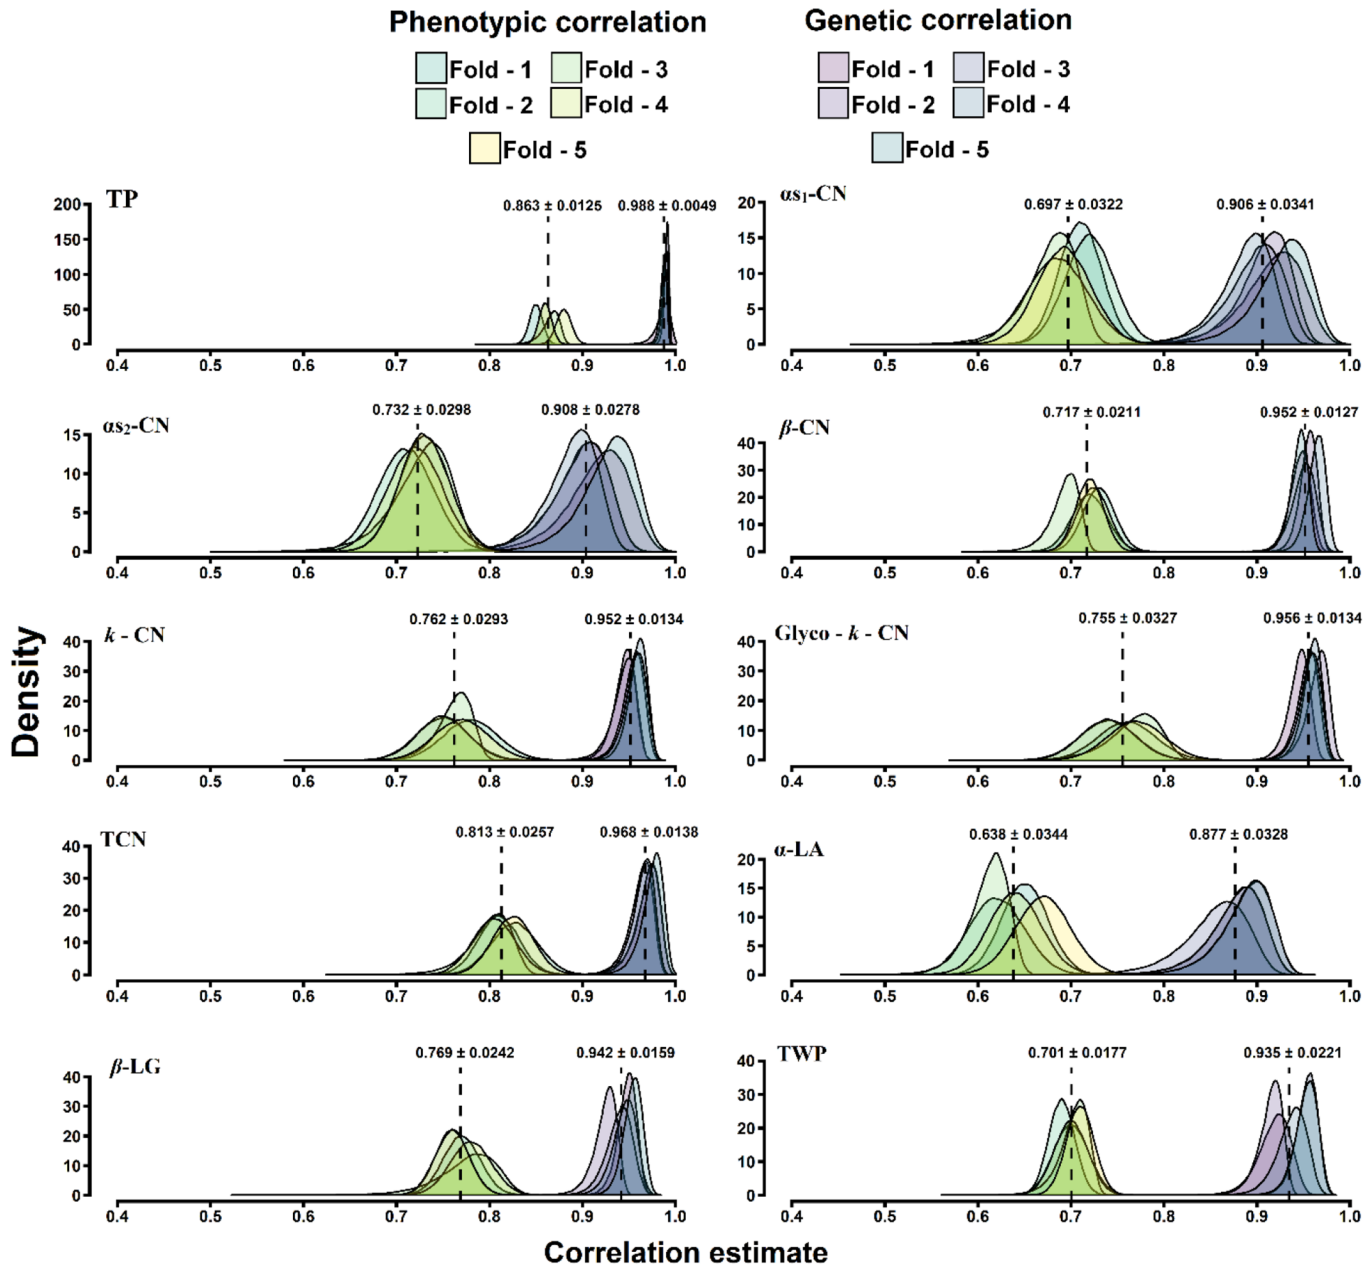 Phenotypic correlation Genetic correlation
Fold - 1 Fold - 3 Fold - 1 Fold - 3
Fold - 2 Fold - 4 Fold - 2 Fold - 4
Fold - 5 Fold - 5
TP
0.863 ± 0.0125 0.988 ± 0.0049
200
150
100
50
0
0.4 0.5 0.6 0.7 0.8 0.9 1.0
αs₁-CN
0.697 ± 0.0322 0.906 ± 0.0341
20
15
10
5
0
0.4 0.5 0.6 0.7 0.8 0.9 1.0
αs₂-CN
0.732 ± 0.0298 0.908 ± 0.0278
15
10
5
0
0.4 0.5 0.6 0.7 0.8 0.9 1.0
β-CN
0.717 ± 0.0211 0.952 ± 0.0127
40
30
20
10
0
0.4 0.5 0.6 0.7 0.8 0.9 1.0
k - CN
0.762 ± 0.0293 0.952 ± 0.0134
40
30
20
10
0
0.4 0.5 0.6 0.7 0.8 0.9 1.0
Glyco - k - CN
0.755 ± 0.0327 0.956 ± 0.0134
40
30
20
10
0
0.4 0.5 0.6 0.7 0.8 0.9 1.0
TCN
0.813 ± 0.0257 0.968 ± 0.0138
40
30
20
10
0
0.4 0.5 0.6 0.7 0.8 0.9 1.0
α-LA
0.638 ± 0.0344 0.877 ± 0.0328
20
15
10
5
0
0.4 0.5 0.6 0.7 0.8 0.9 1.0
β-LG
0.769 ± 0.0242 0.942 ± 0.0159
40
30
20
10
0
0.4 0.5 0.6 0.7 0.8 0.9 1.0
TWP
0.701 ± 0.0177 0.935 ± 0.0221
40
30
20
10
0
0.4 0.5 0.6 0.7 0.8 0.9 1.0
Density
Correlation estimate